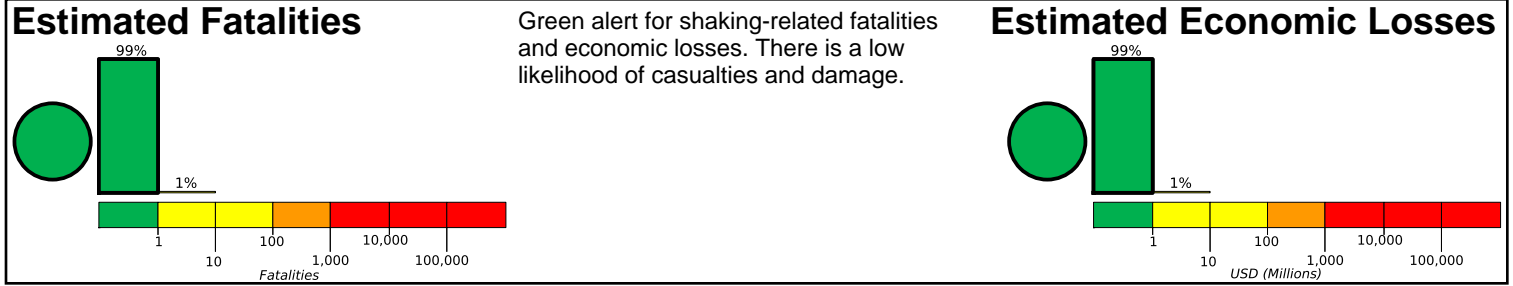 Estimated Fatalities
99%
1%
1
10
100
1,000
10,000
100,000
Fatalities
Green alert for shaking-related fatalities
and economic losses. There is a low
likelihood of casualties and damage.
Estimated Economic Losses
99%
1%
1
10
100
1,000
10,000
100,000
USD (Millions)